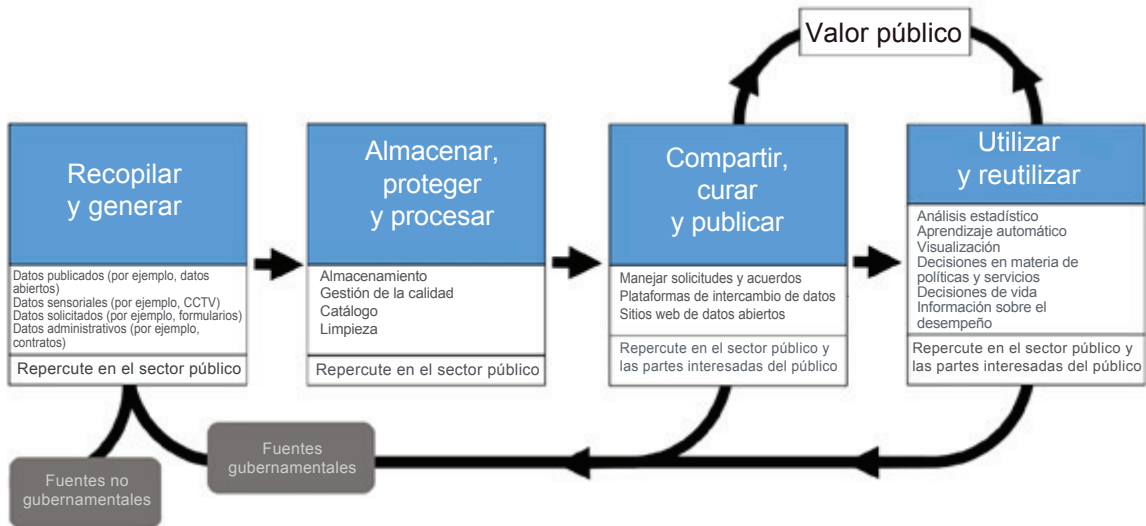 Valor público
Recopilar
y generar
Datos publicados (por ejemplo, datos
abiertos)
Datos sensoriales (por ejemplo, CCTV)
Datos solicitados (por ejemplo, formularios)
Datos administrativos (por ejemplo,
contratos)
Repercute en el sector público
Almacenar,
proteger
y procesar
Almacenamiento
Gestión de la calidad
Catálogo
Limpieza
Repercute en el sector público
Compartir,
curar
y publicar
Manejar solicitudes y acuerdos
Plataformas de intercambio de datos
Sitios web de datos abiertos
Repercute en el sector público y
las partes interesadas del público
Utilizar
y reutilizar
Análisis estadístico
Aprendizaje automático
Visualización
Decisiones en materia de
políticas y servicios
Decisiones de vida
Información sobre el
desempeño
Repercute en el sector público y
las partes interesadas del público
Fuentes no
gubernamentales
Fuentes
gubernamentales